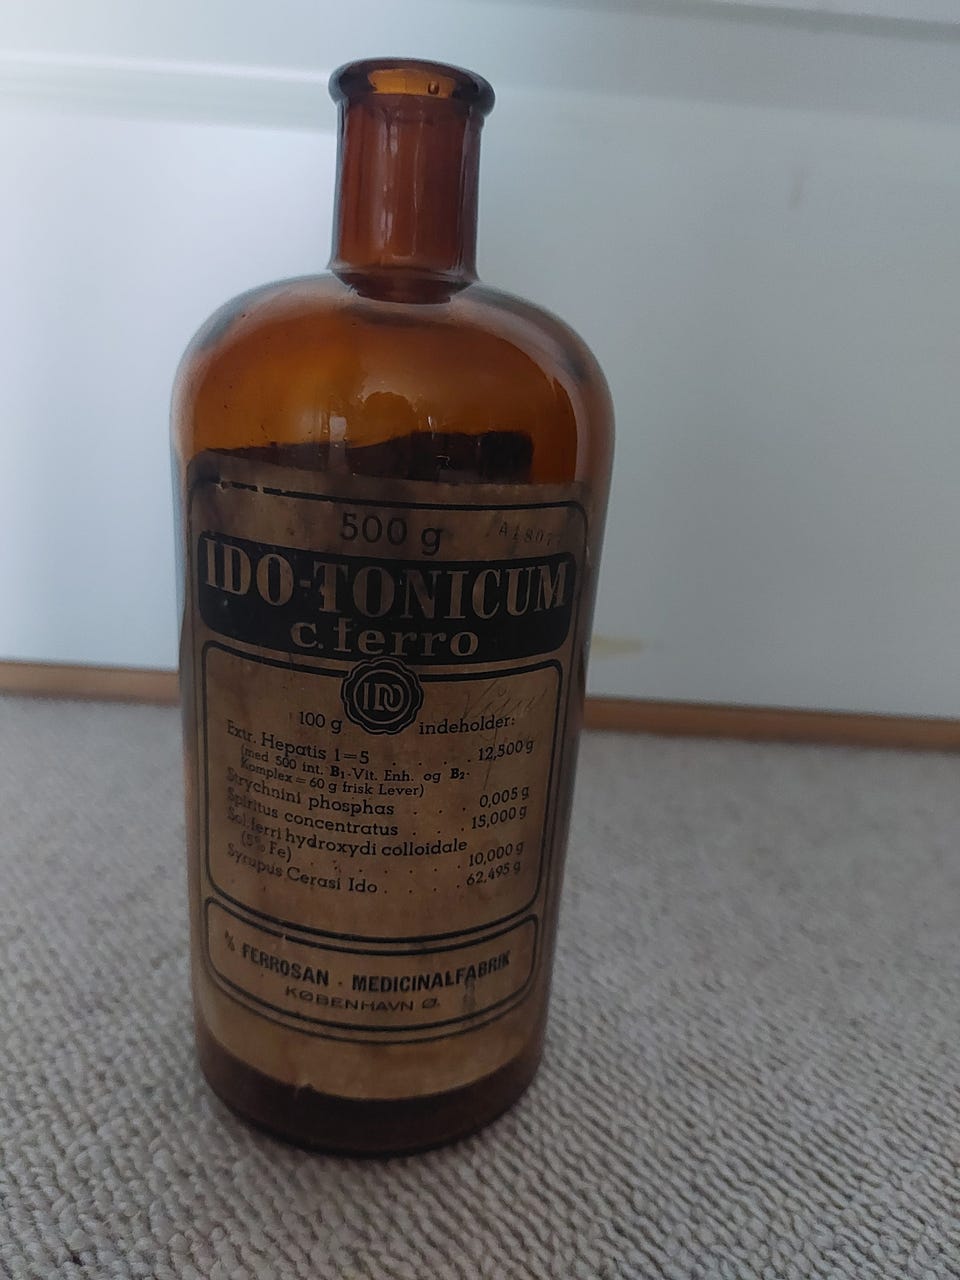 500 g
IDO-TONICUM
c. ferro
IDO
100 g indeholder:
Extr. Hepatis 1=5 . . . . . 12,500 g
(med 500 int. B₁-Vit. Enh. og B₂-
Komplex = 60 g frisk Lever)
Strychnini phosphas . . . 0,005 g
Spiritus concentratus . . . . 15,000 g
Sol. ferri hydroxydi colloidale
(5% Fe) . . . . . . . . 10,000 g
Syrupus Cerasi Ido . . . . . 62,495 g
A/S FERROSAN · MEDICINALFABRIK
KØBENHAVN Ø.